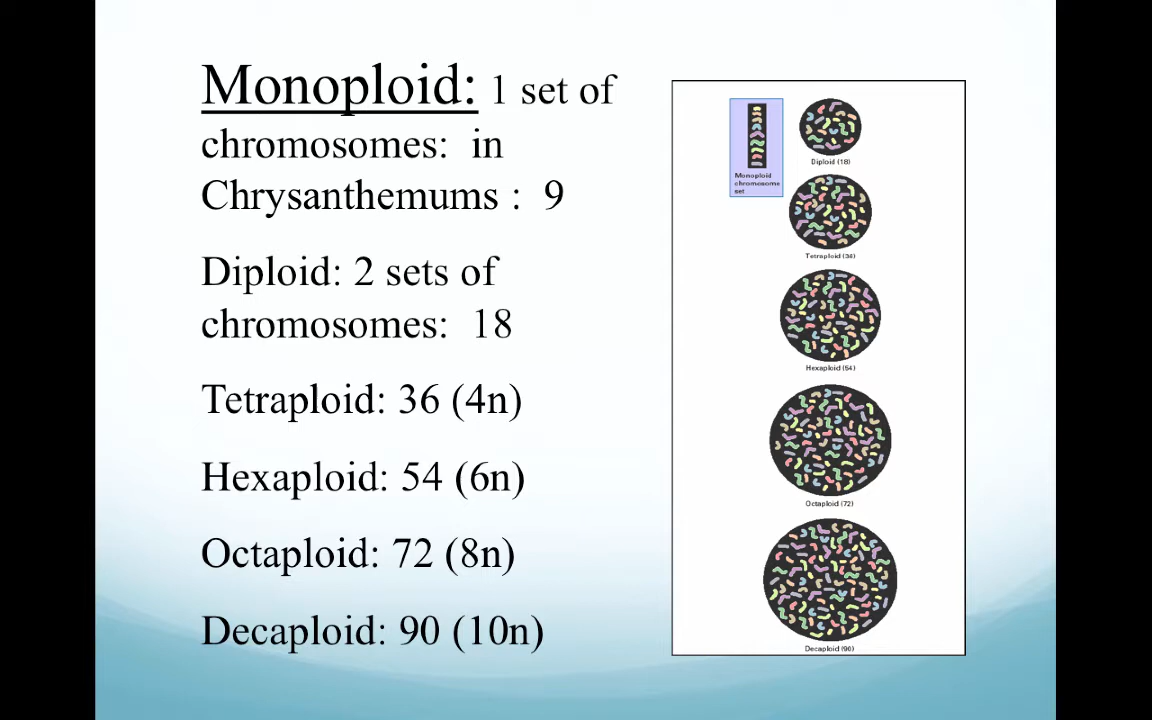 Monoploid: 1 set of
chromosomes:  in
Chrysanthemums :  9
Diploid: 2 sets of
chromosomes:  18
Tetraploid: 36 (4n)
Hexaploid: 54 (6n)
Octaploid: 72 (8n)
Decaploid: 90 (10n)
Monoploid
chromosome
set
Diploid (18)
Tetraploid (36)
Hexaploid (54)
Octaploid (72)
Decaploid (90)